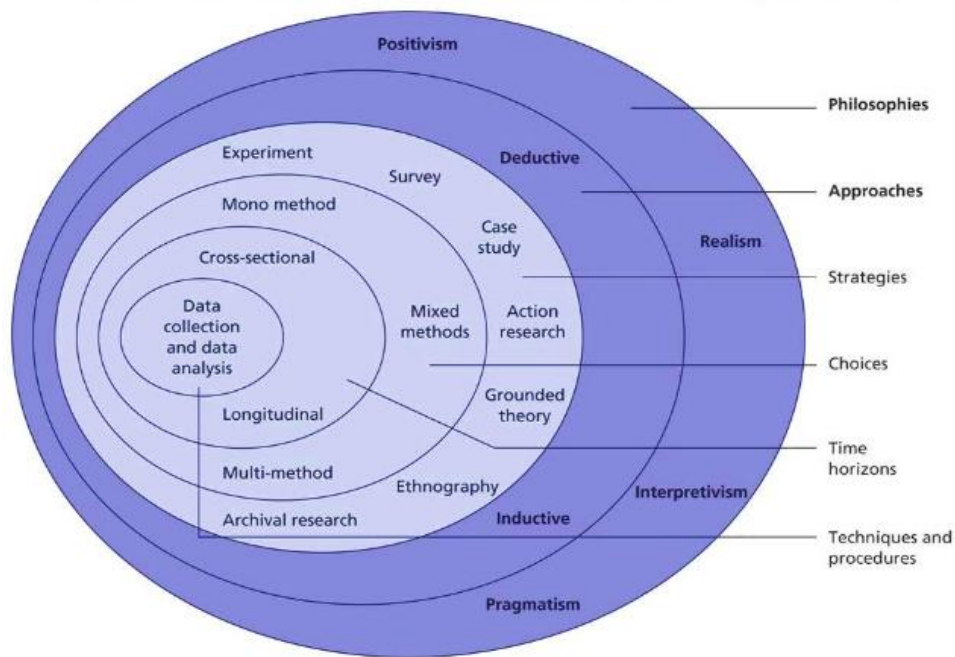 Positivism
Philosophies
Deductive
Approaches
Realism
Strategies
Experiment
Survey
Case
study
Action
research
Grounded
theory
Ethnography
Archival research
Choices
Mono method
Mixed
methods
Multi-method
Time
horizons
Cross-sectional
Longitudinal
Data
collection
and data
analysis
Techniques and
procedures
Inductive
Interpretivism
Pragmatism